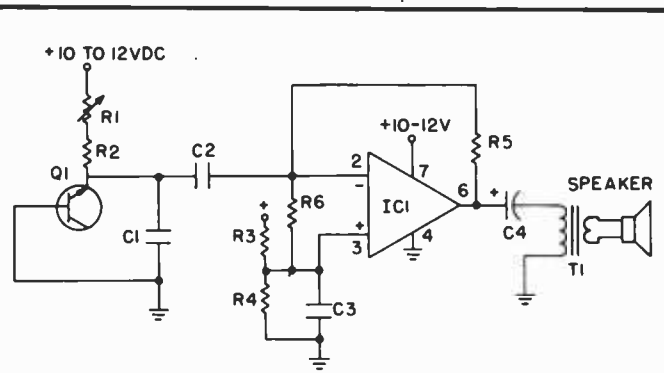 +10 TO 12VDC
R1
R2
Q1
C2
C1
+10-12V
R5
2
-
7
6
+
SPEAKER
R6
IC1
+
R3
+
3
4
C4
T1
R4
C3